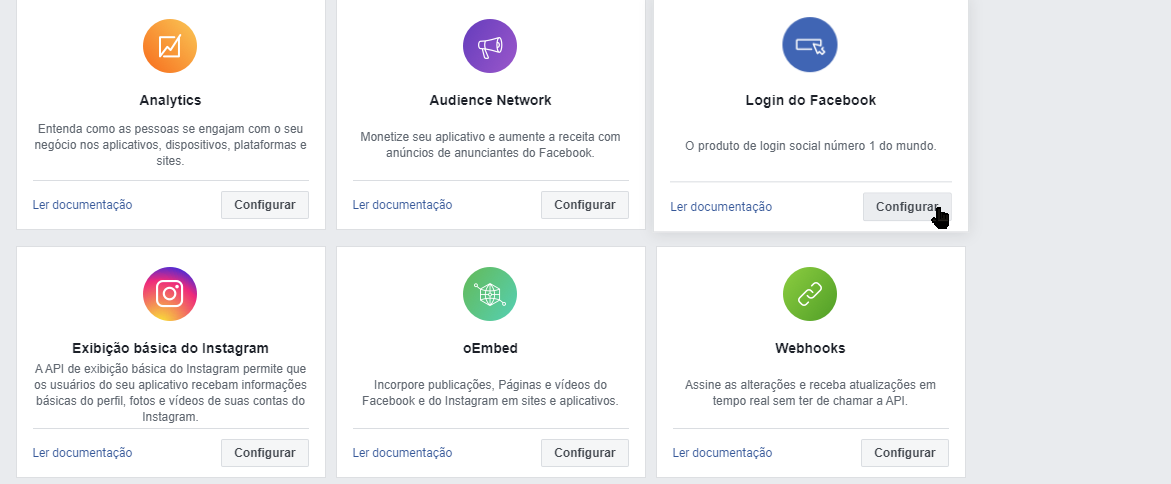 Analytics
Entenda como as pessoas se engajam com o seu
negócio nos aplicativos, dispositivos, plataformas e
sites.
Ler documentação
Configurar
Audience Network
Monetize seu aplicativo e aumente a receita com
anúncios de anunciantes do Facebook.
Ler documentação
Configurar
Login do Facebook
O produto de login social número 1 do mundo.
Ler documentação
Configurar
Exibição básica do Instagram
A API de exibição básica do Instagram permite que
os usuários do seu aplicativo recebam informações
básicas do perfil, fotos e vídeos de suas contas do
Instagram.
Ler documentação
Configurar
oEmbed
Incorpore publicações, Páginas e vídeos do
Facebook e do Instagram em sites e aplicativos.
Ler documentação
Configurar
Webhooks
Assine as alterações e receba atualizações em
tempo real sem ter de chamar a API.
Ler documentação
Configurar